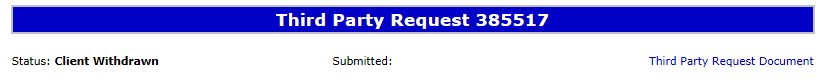 Third Party Request 385517
Status: Client Withdrawn Submitted: Third Party Request Document